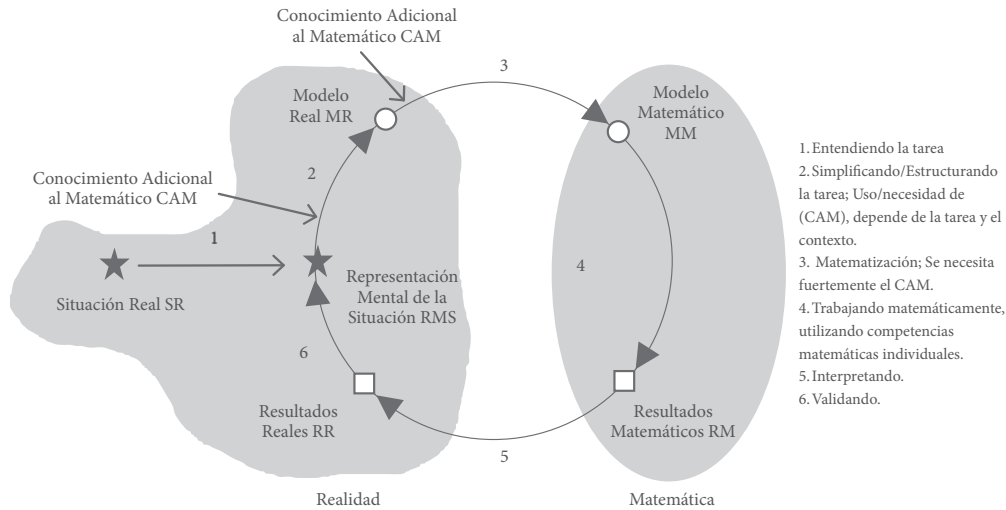 Conocimiento Adicional
al Matemático CAM
3
Modelo
Real MR
Modelo
Matemático
MM
2
Conocimiento Adicional
al Matemático CAM
1
Situación Real SR
Representación
Mental de la
Situación RMS
4
6
Resultados
Reales RR
Resultados
Matemáticos RM
5
Realidad
Matemática
1. Entendiendo la tarea
2. Simplificando/Estructurando
la tarea; Uso/necesidad de
(CAM), depende de la tarea y el
contexto.
3. Matematización; Se necesita
fuertemente el CAM.
4. Trabajando matemáticamente,
utilizando competencias
matemáticas individuales.
5. Interpretando.
6. Validando.